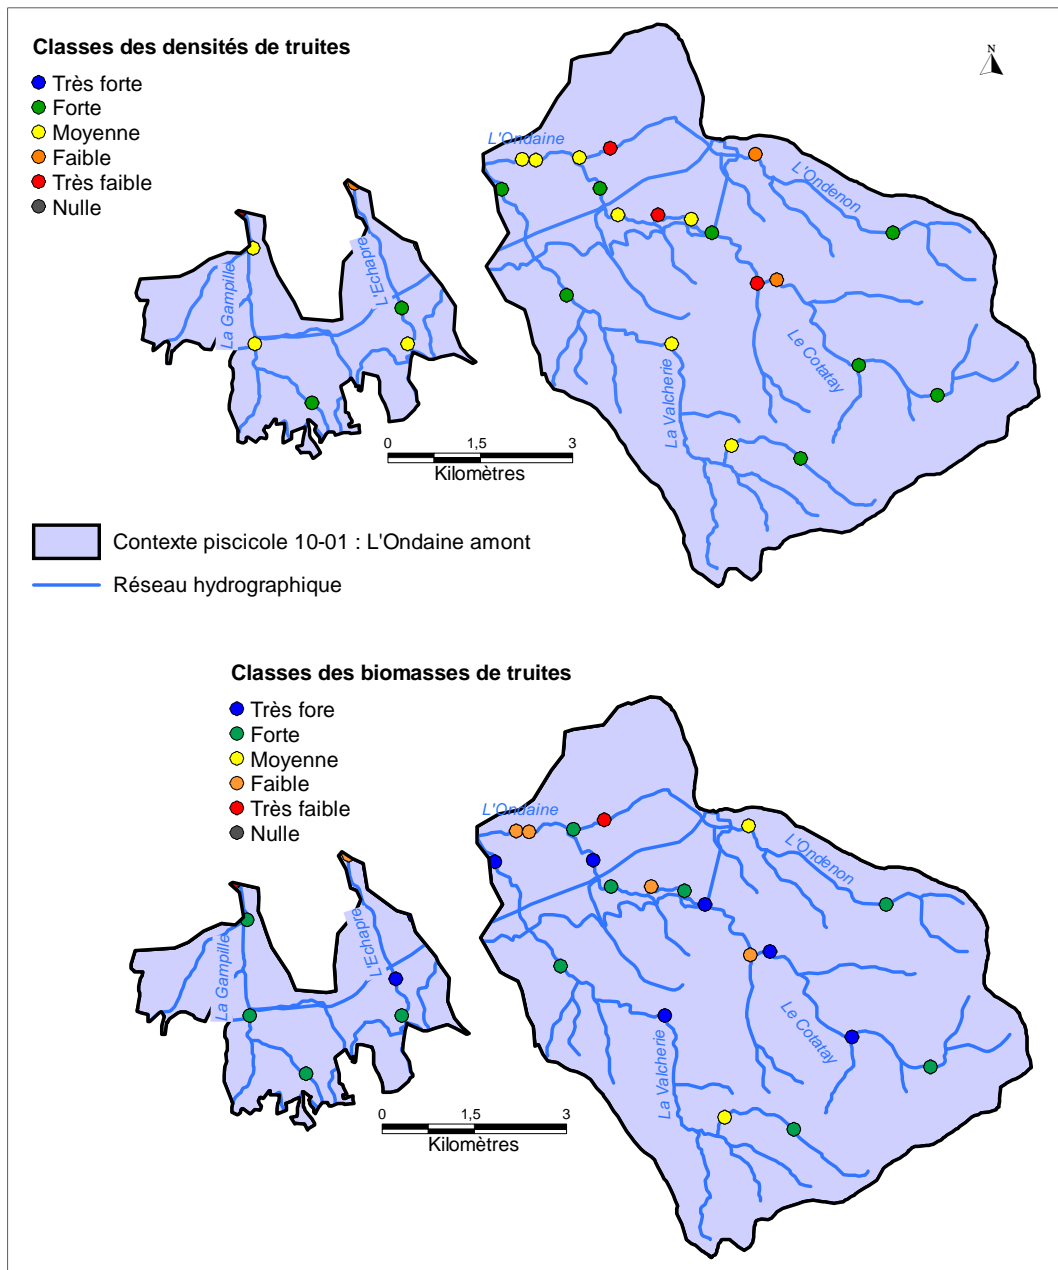 Classes des densités de truites
Très forte
Forte
Moyenne
Faible
Très faible
Nulle
N
L'Ondaine
L'Ondenon
L'Echapre
La Gampille
Le Cotatay
La Valcherie
0 1,5 3
Kilomètres
Contexte piscicole 10-01 : L'Ondaine amont
Réseau hydrographique
Classes des biomasses de truites
Très fore
Forte
Moyenne
Faible
Très faible
Nulle
L'Ondaine
L'Ondenon
L'Echapre
La Gampille
Le Cotatay
La Valcherie
0 1,5 3
Kilomètres